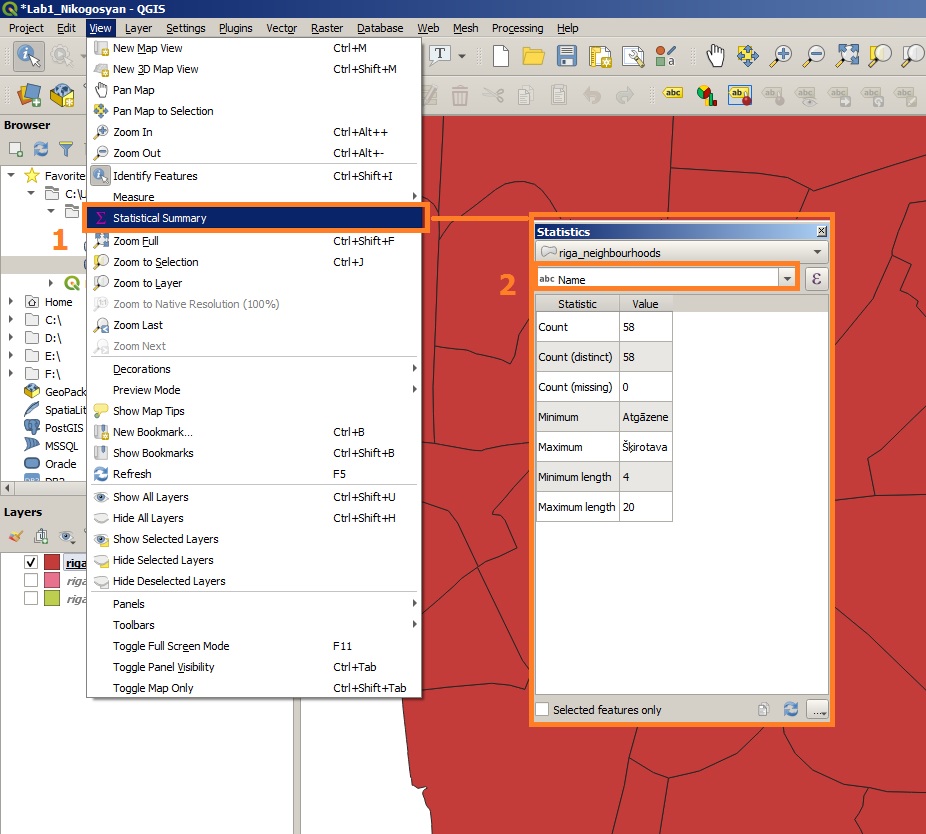 *Lab1_Nikogosyan - QGIS
Project Edit View Layer Settings Plugins Vector Raster Database Web Mesh Processing Help
New Map View Ctrl+M
New 3D Map View Ctrl+Shift+M
Pan Map
Pan Map to Selection
Zoom In Ctrl+Alt++
Zoom Out Ctrl+Alt+-
Identify Features Ctrl+Shift+I
Measure
Statistical Summary
Zoom Full Ctrl+Shift+F
Zoom to Selection Ctrl+J
Zoom to Layer
Zoom to Native Resolution (100%)
Zoom Last
Zoom Next
Decorations
Preview Mode
Show Map Tips
New Bookmark... Ctrl+B
Show Bookmarks Ctrl+Shift+B
Refresh F5
Show All Layers Ctrl+Shift+U
Hide All Layers Ctrl+Shift+H
Show Selected Layers
Hide Selected Layers
Hide Deselected Layers
Panels
Toolbars
Toggle Full Screen Mode F11
Toggle Panel Visibility Ctrl+Tab
Toggle Map Only Ctrl+Shift+Tab
Browser
Favorite
C:\
Home
C:\
D:\
E:\
F:\
GeoPack
SpatiaLit
PostGIS
MSSQL
Oracle
DB2
Layers
riga
riga
riga
1
2
T
abc
Statistics
riga_neighbourhoods
abc Name
ε
Statistic Value
Count 58
Count (distinct) 58
Count (missing) 0
Minimum Atgāzene
Maximum Šķirotava
Minimum length 4
Maximum length 20
Selected features only
...